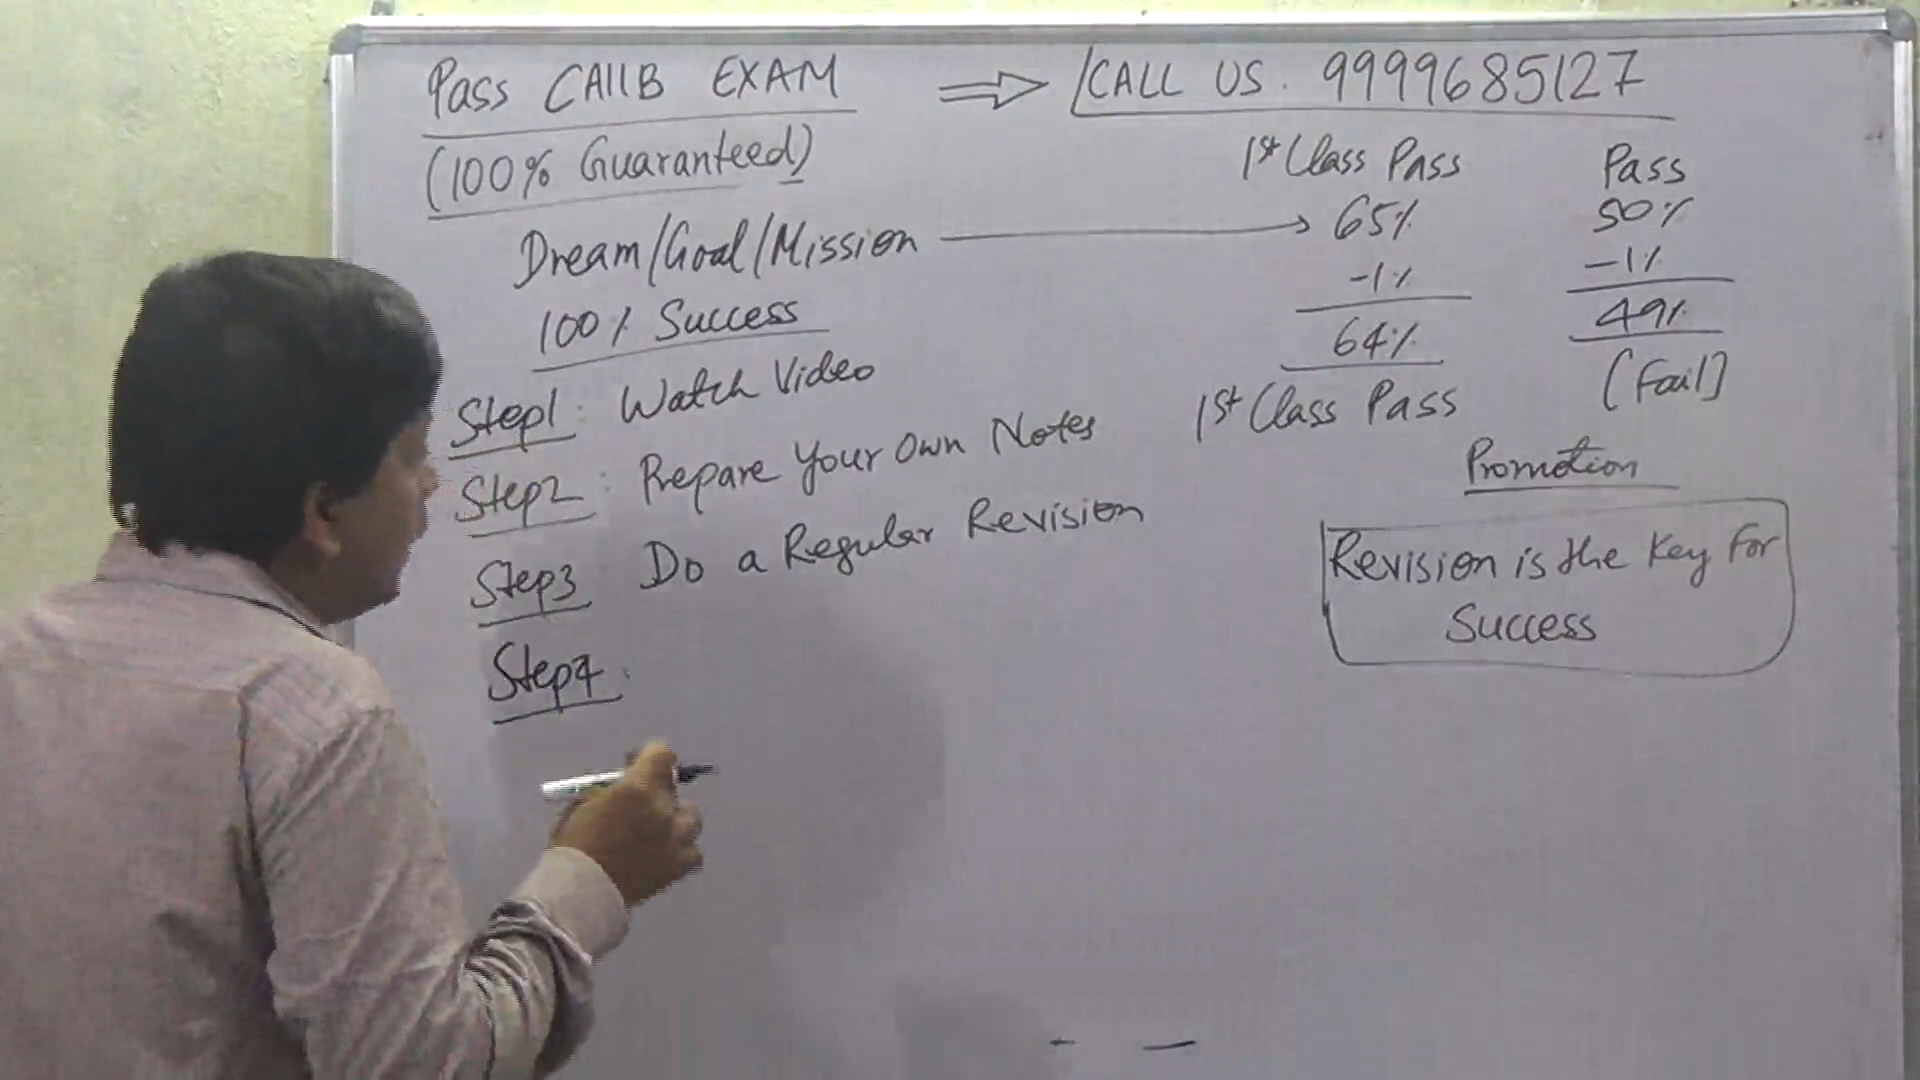 Pass CAIIB EXAM ⇒ CALL US. 9999685127
(100% Guaranteed)
1st Class Pass Pass
Dream/Goal/Mission → 65% 50%
-1% -1%
100% Success 64% 49%
1st Class Pass (Fail]
Step1: Watch Video
Step2: Prepare Your Own Notes
Promotion
Step3 Do a Regular Revision
Revision is the Key For
Success
Step4: